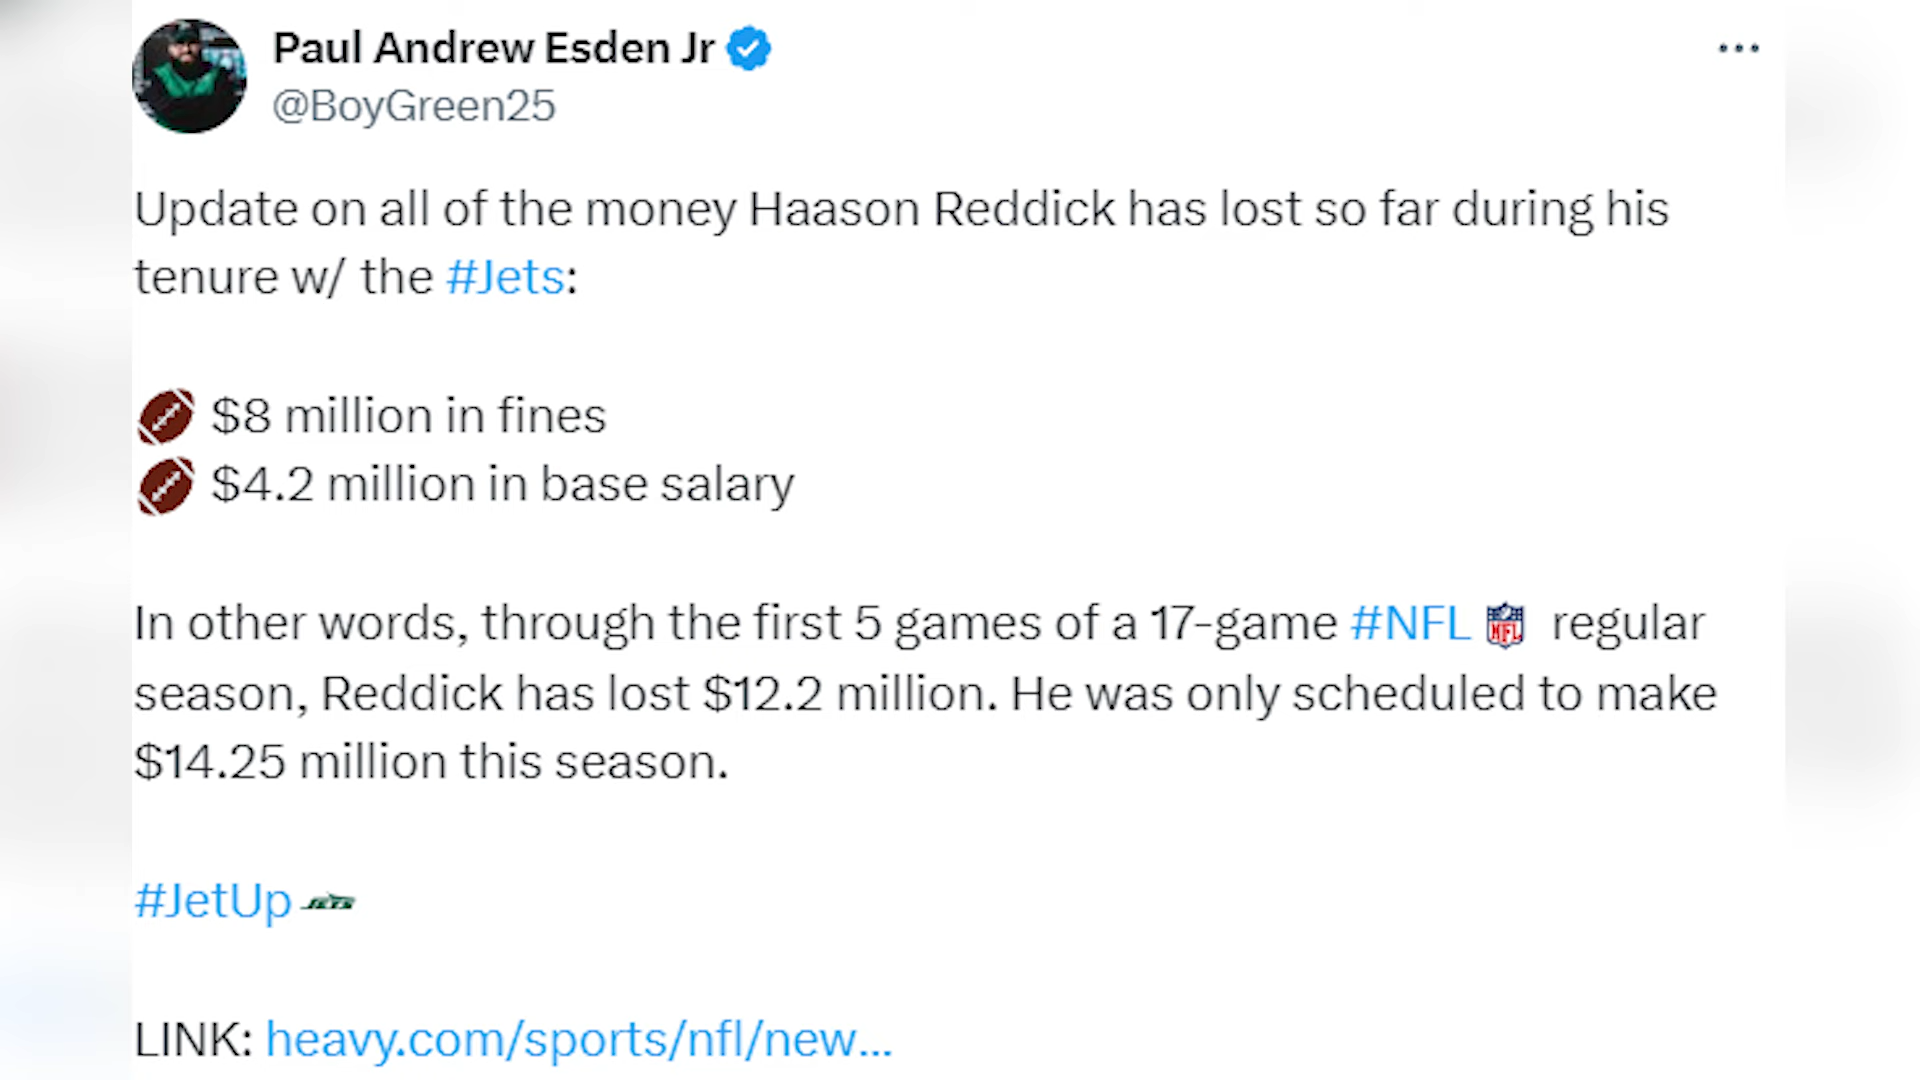 Paul Andrew Esden Jr
@BoyGreen25
Update on all of the money Haason Reddick has lost so far during his
tenure w/ the #Jets:
🏈 $8 million in fines
🏈 $4.2 million in base salary
In other words, through the first 5 games of a 17-game #NFL NFL regular
season, Reddick has lost $12.2 million. He was only scheduled to make
$14.25 million this season.
#JetUp JETS
LINK: heavy.com/sports/nfl/new...